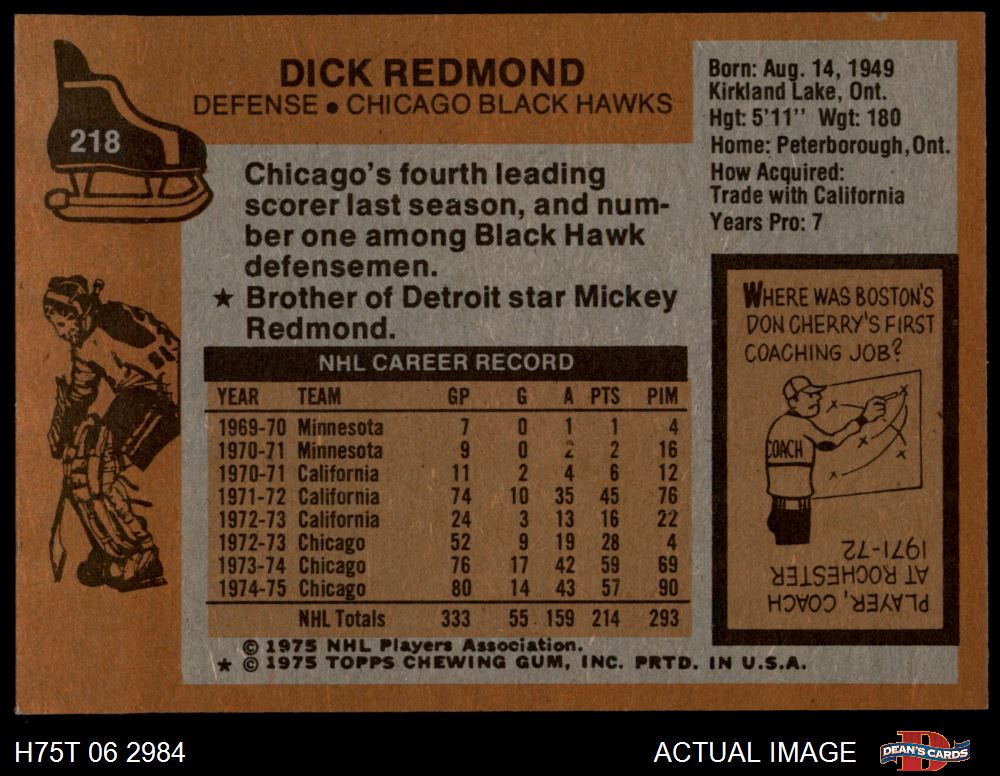 218
DICK REDMOND
DEFENSE • CHICAGO BLACK HAWKS
Chicago's fourth leading
scorer last season, and num-
ber one among Black Hawk
defensemen.
★ Brother of Detroit star Mickey
Redmond.
NHL CAREER RECORD
YEAR TEAM GP G A PTS PIM
1969-70 Minnesota 7 0 1 1 4
1970-71 Minnesota 9 0 2 2 16
1970-71 California 11 2 4 6 12
1971-72 California 74 10 35 45 76
1972-73 California 24 3 13 16 22
1972-73 Chicago 52 9 19 28 4
1973-74 Chicago 76 17 42 59 69
1974-75 Chicago 80 14 43 57 90
NHL Totals 333 55 159 214 293
© 1975 NHL Players Association.
★ © 1975 TOPPS CHEWING GUM, INC. PRTD. IN U.S.A.
Born: Aug. 14, 1949
Kirkland Lake, Ont.
Hgt: 5'11" Wgt: 180
Home: Peterborough, Ont.
How Acquired:
Trade with California
Years Pro: 7
WHERE WAS BOSTON'S
DON CHERRY'S FIRST
COACHING JOB?
COACH
PLAYER, COACH
AT ROCHESTER
1971-72
H75T 06 2984
ACTUAL IMAGE
D
DEAN'S CARDS